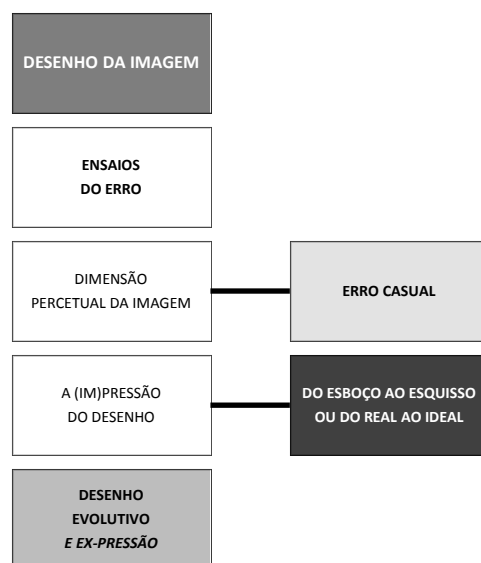 DESENHO DA IMAGEM
ENSAIOS
DO ERRO
DIMENSÃO
PERCETUAL DA IMAGEM
ERRO CASUAL
A (IM)PRESSÃO
DO DESENHO
DO ESBOÇO AO ESQUISSO
OU DO REAL AO IDEAL
DESENHO
EVOLUTIVO
E EX-PRESSÃO